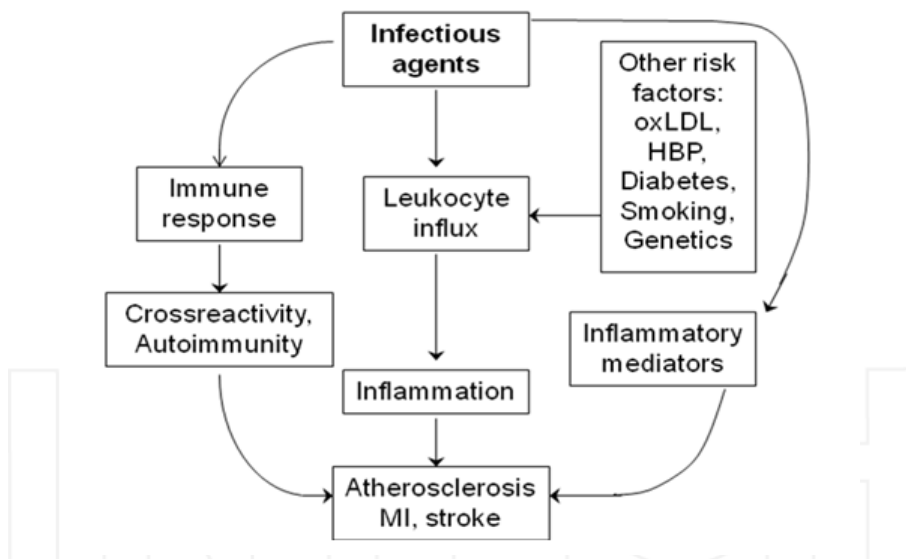 Infectious
agents
Other risk
factors:
oxLDL,
HBP,
Diabetes,
Smoking,
Genetics
Immune
response
Leukocyte
influx
Crossreactivity,
Autoimmunity
Inflammatory
mediators
Inflammation
Atherosclerosis
MI, stroke